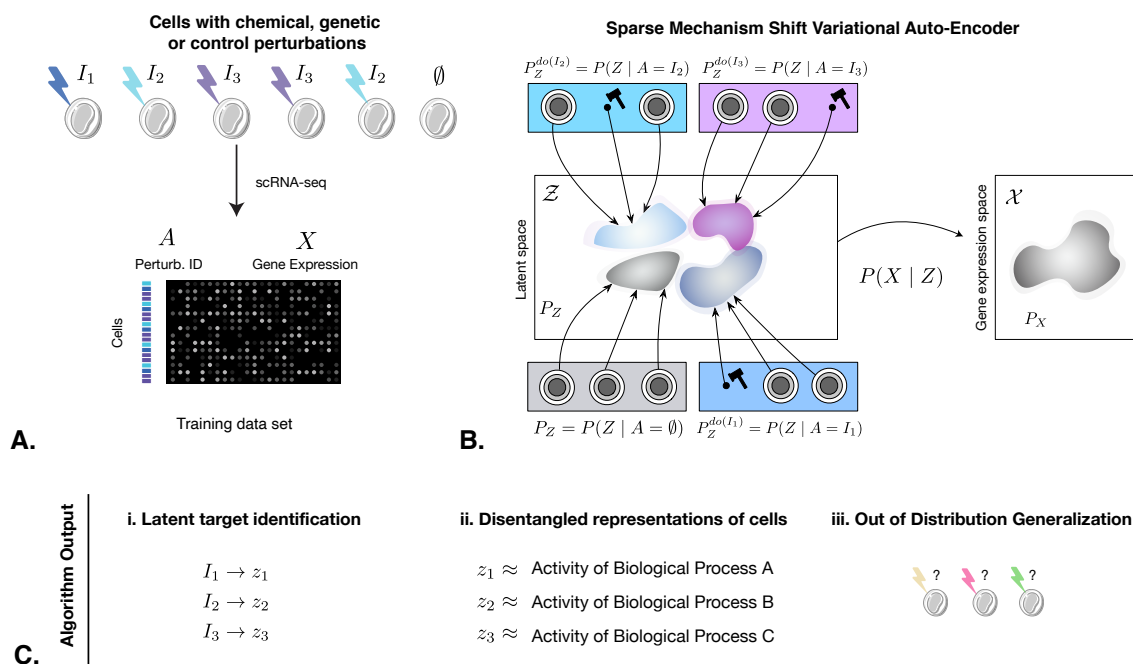 Cells with chemical, genetic
or control perturbations
I₁ I₂ I₃ I₃ I₂ ∅
scRNA-seq
A X
Perturb. ID Gene Expression
Cells
Training data set
A.
Sparse Mechanism Shift Variational Auto-Encoder
P_Z^{do(I₂)} = P(Z | A = I₂) P_Z^{do(I₃)} = P(Z | A = I₃)
Latent space
𝒵
P_Z
P(X | Z)
Gene expression space
𝒳
P_X
P_Z = P(Z | A = ∅) P_Z^{do(I₁)} = P(Z | A = I₁)
B.
Algorithm Output
i. Latent target identification
I₁ → z₁
I₂ → z₂
I₃ → z₃
ii. Disentangled representations of cells
z₁ ≈ Activity of Biological Process A
z₂ ≈ Activity of Biological Process B
z₃ ≈ Activity of Biological Process C
iii. Out of Distribution Generalization
? ? ?
C.